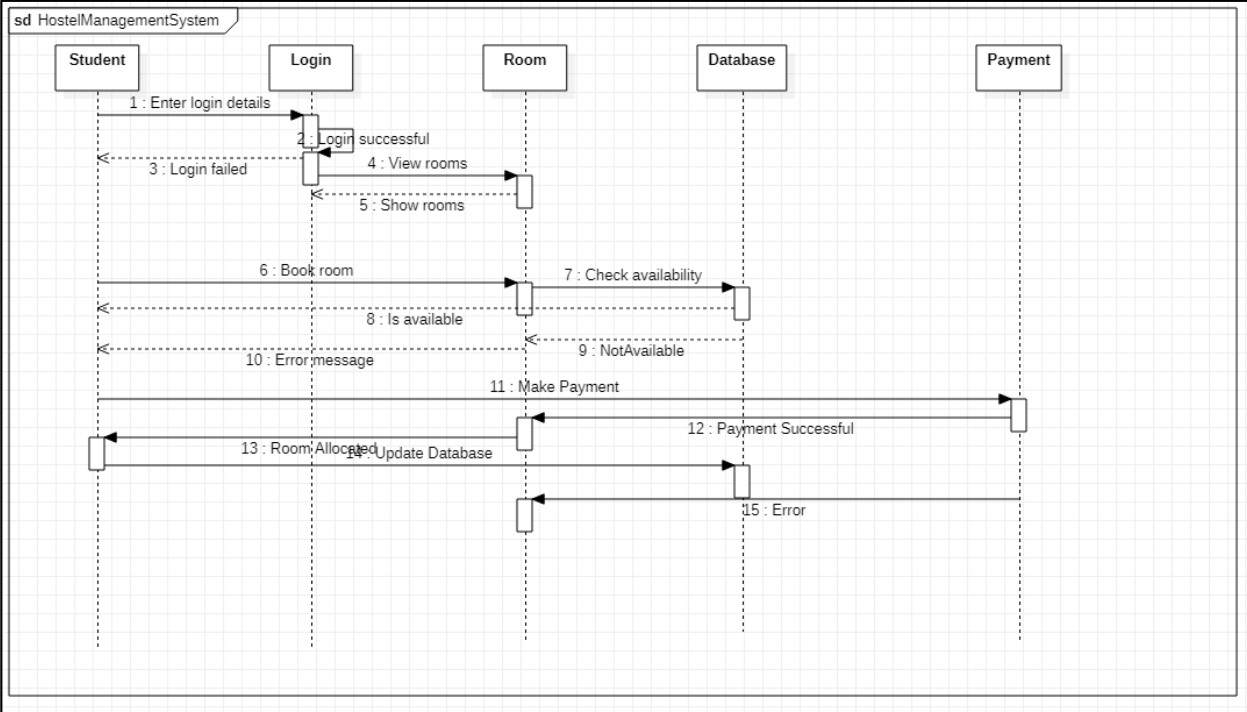 sd HostelManagementSystem
Student
Login
Room
Database
Payment
1 : Enter login details
2 : Login successful
3 : Login failed
4 : View rooms
5 : Show rooms
6 : Book room
7 : Check availability
8 : Is available
9 : NotAvailable
10 : Error message
11 : Make Payment
12 : Payment Successful
13 : Room Allocated
14 : Update Database
15 : Error